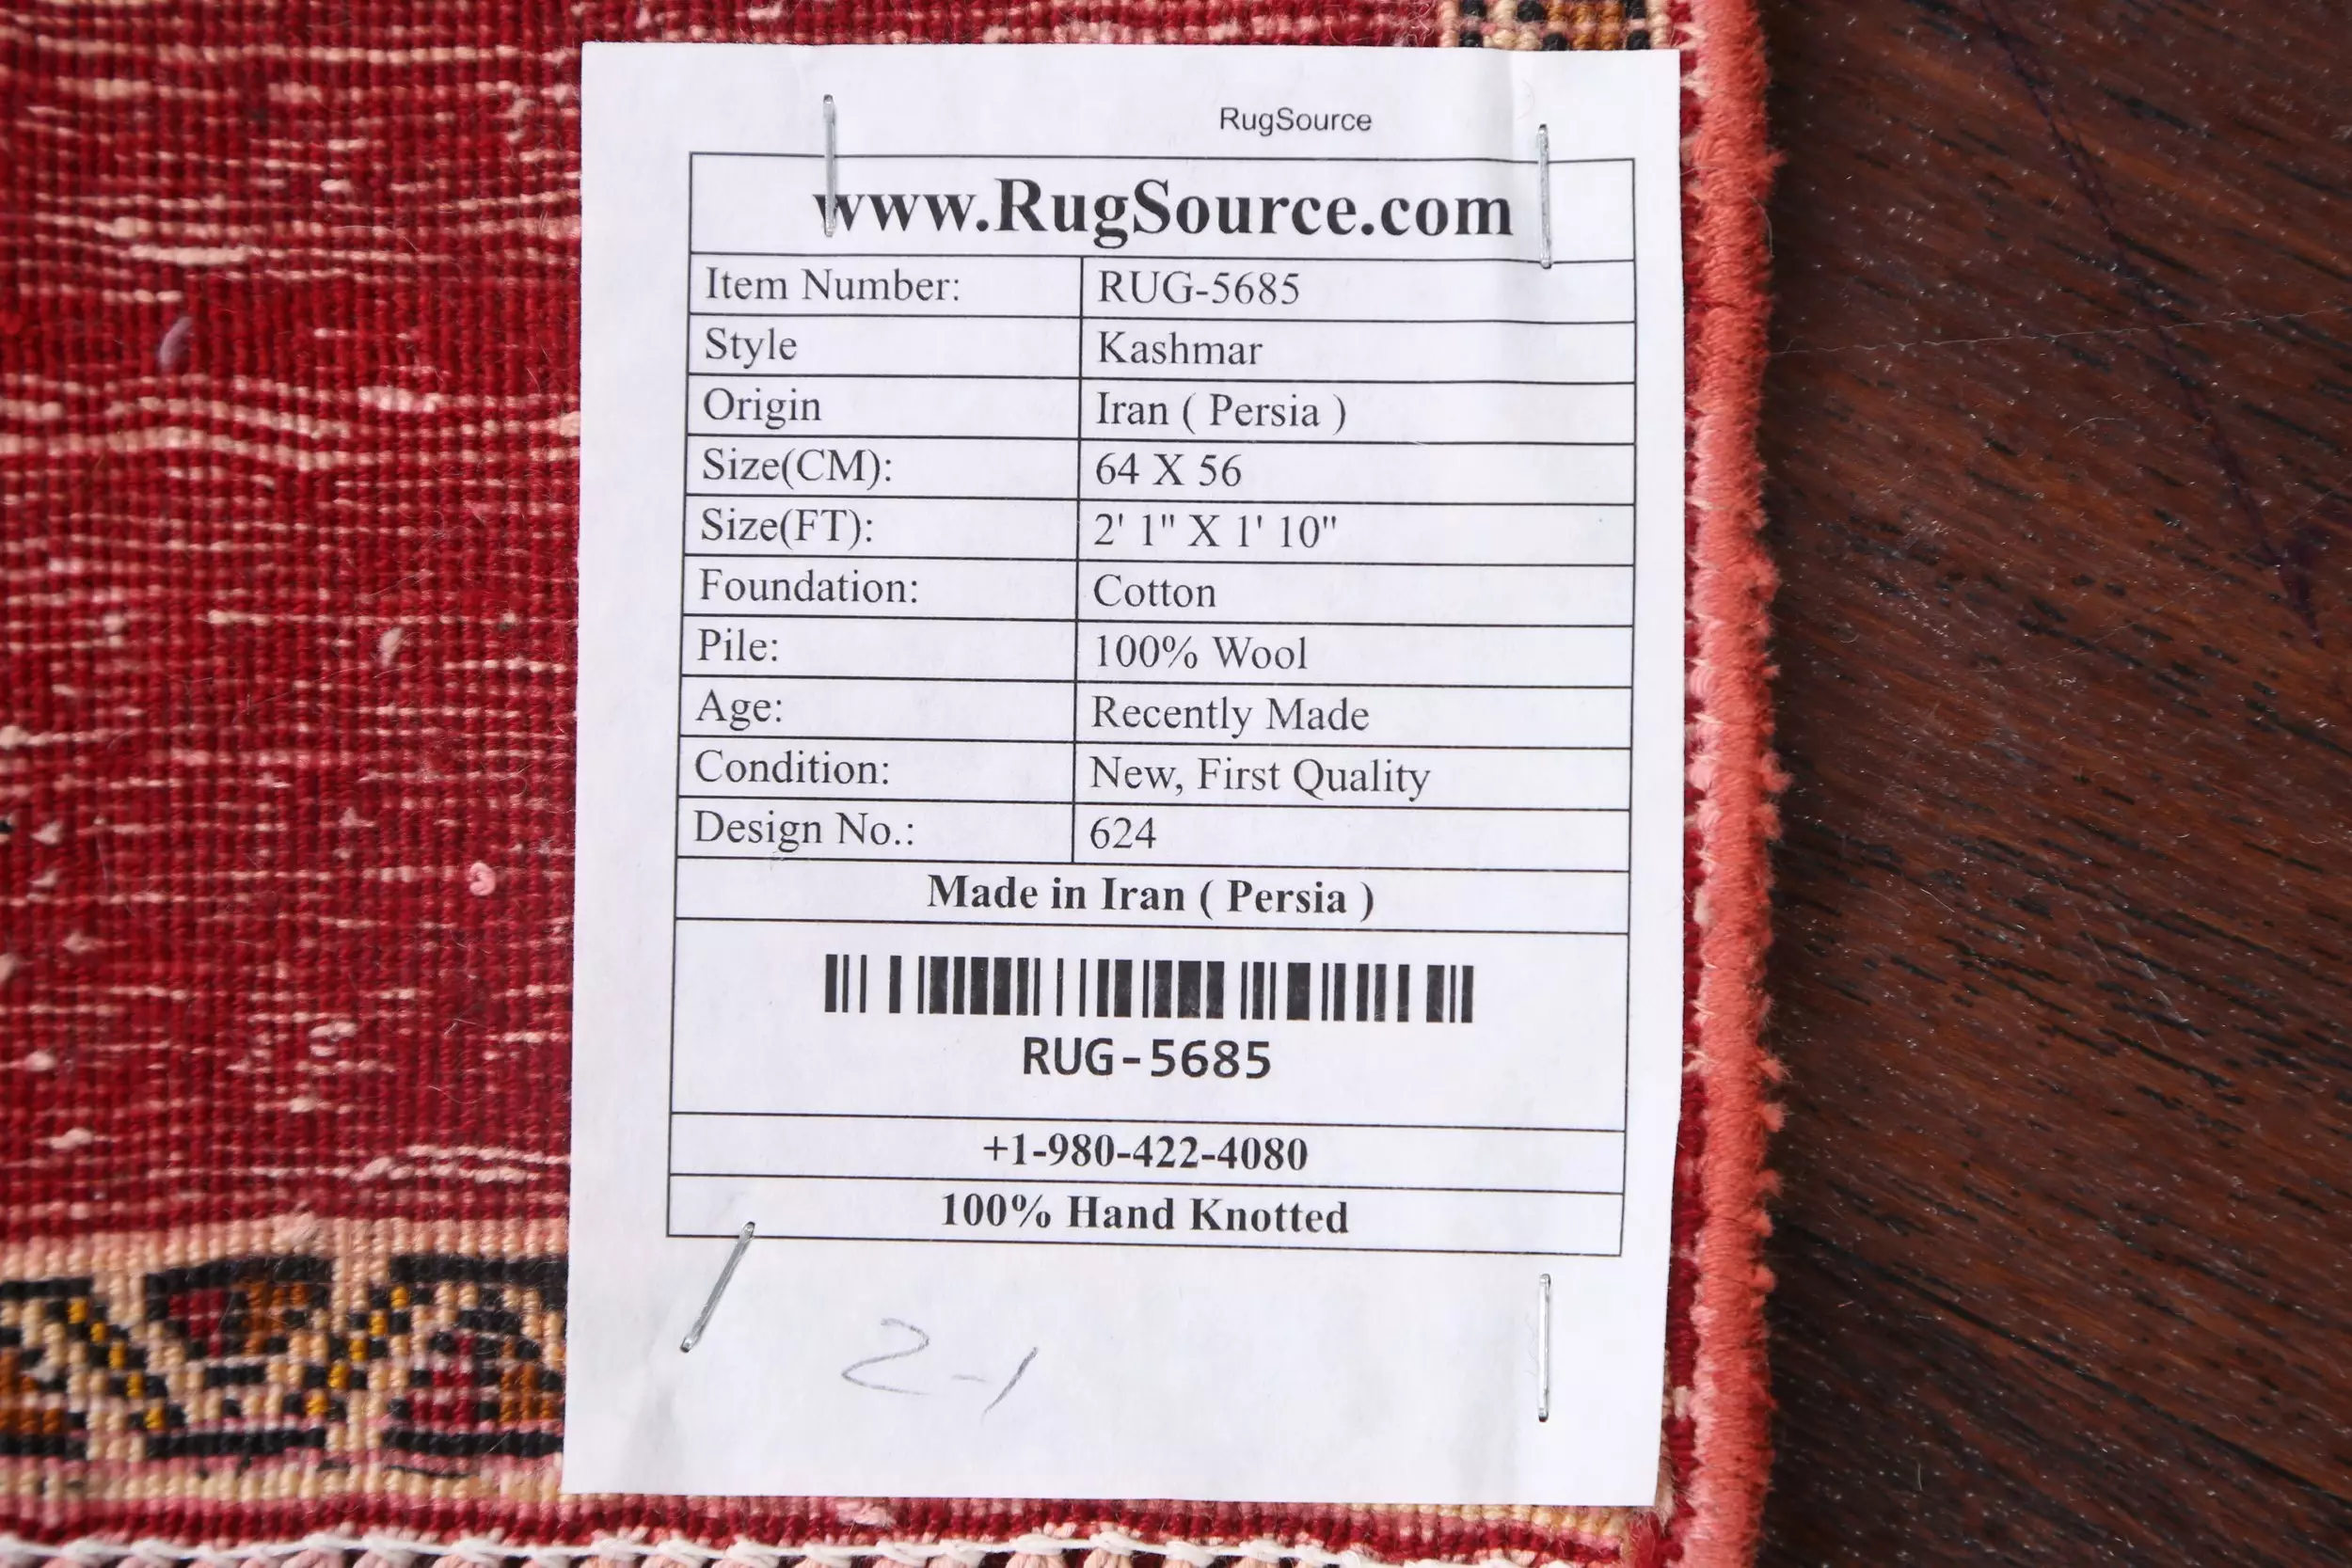 RugSource
www.RugSource.com
Item Number: RUG-5685
Style Kashmar
Origin Iran ( Persia )
Size(CM): 64 X 56
Size(FT): 2' 1" X 1' 10"
Foundation: Cotton
Pile: 100% Wool
Age: Recently Made
Condition: New, First Quality
Design No.: 624
Made in Iran ( Persia )
RUG-5685
+1-980-422-4080
100% Hand Knotted
2-1